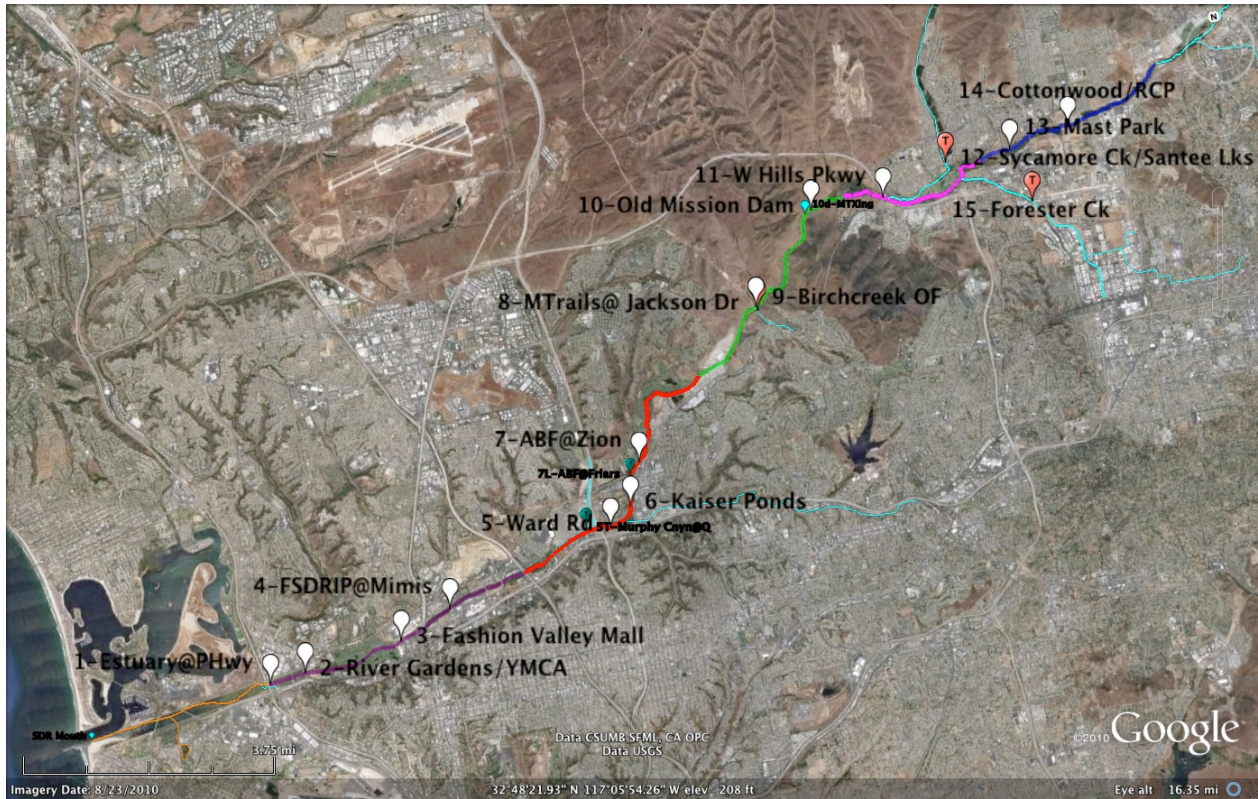 N
14-Cottonwood/RCP
13-Mast Park
T
12-Sycamore Ck/Santee Lks
11-W Hills Pkwy
T
10-Old Mission Dam
10d-MTXing
15-Forester Ck
8-MTrails@ Jackson Dr
9-Birchcreek OF
7-ABF@Zion
7L-ABF@Friars
6-Kaiser Ponds
5-Ward Rd
5T-Murphy Cnyn@Q
4-FSDRIP@Mimis
3-Fashion Valley Mall
1-Estuary@PHwy
2-River Gardens/YMCA
SDR Mouth
3.75 mi
Data CSUMB SFML, CA OPC
Data USGS
©2010 Google
Imagery Date: 8/23/2010
32°48'21.93" N 117°05'54.26" W elev 208 ft
Eye alt 16.35 mi